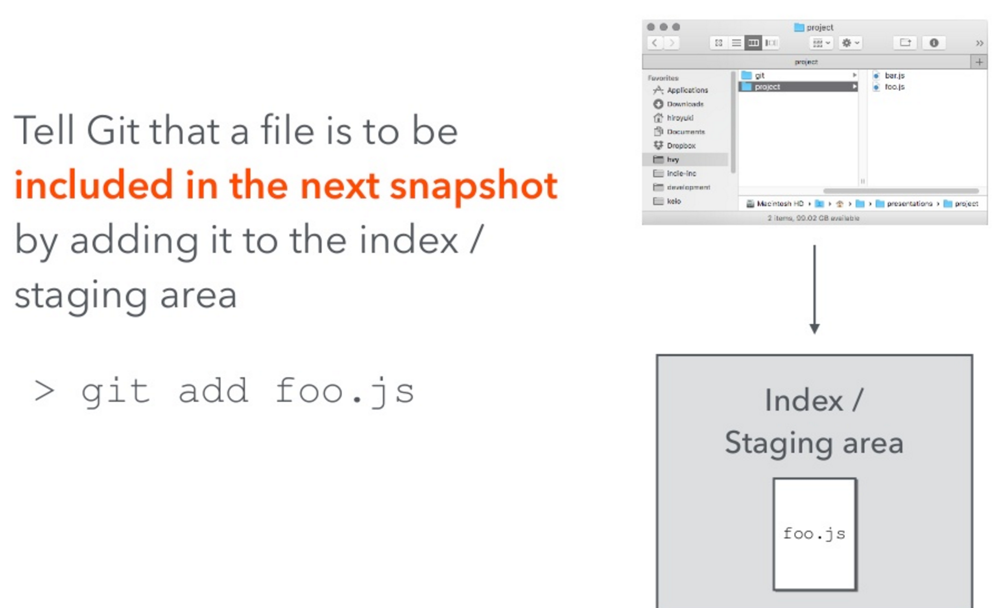 Tell Git that a file is to be
included in the next snapshot
by adding it to the index /
staging area
> git add foo.js
project
project
Favorites
Applications
Downloads
hiroyuki
Documents
Dropbox
hvy
indie-inc
development
keio
git
project
bar.js
foo.js
Macintosh HD › › › › presentations › project
2 items, 99.02 GB available
Index /
Staging area
foo.js